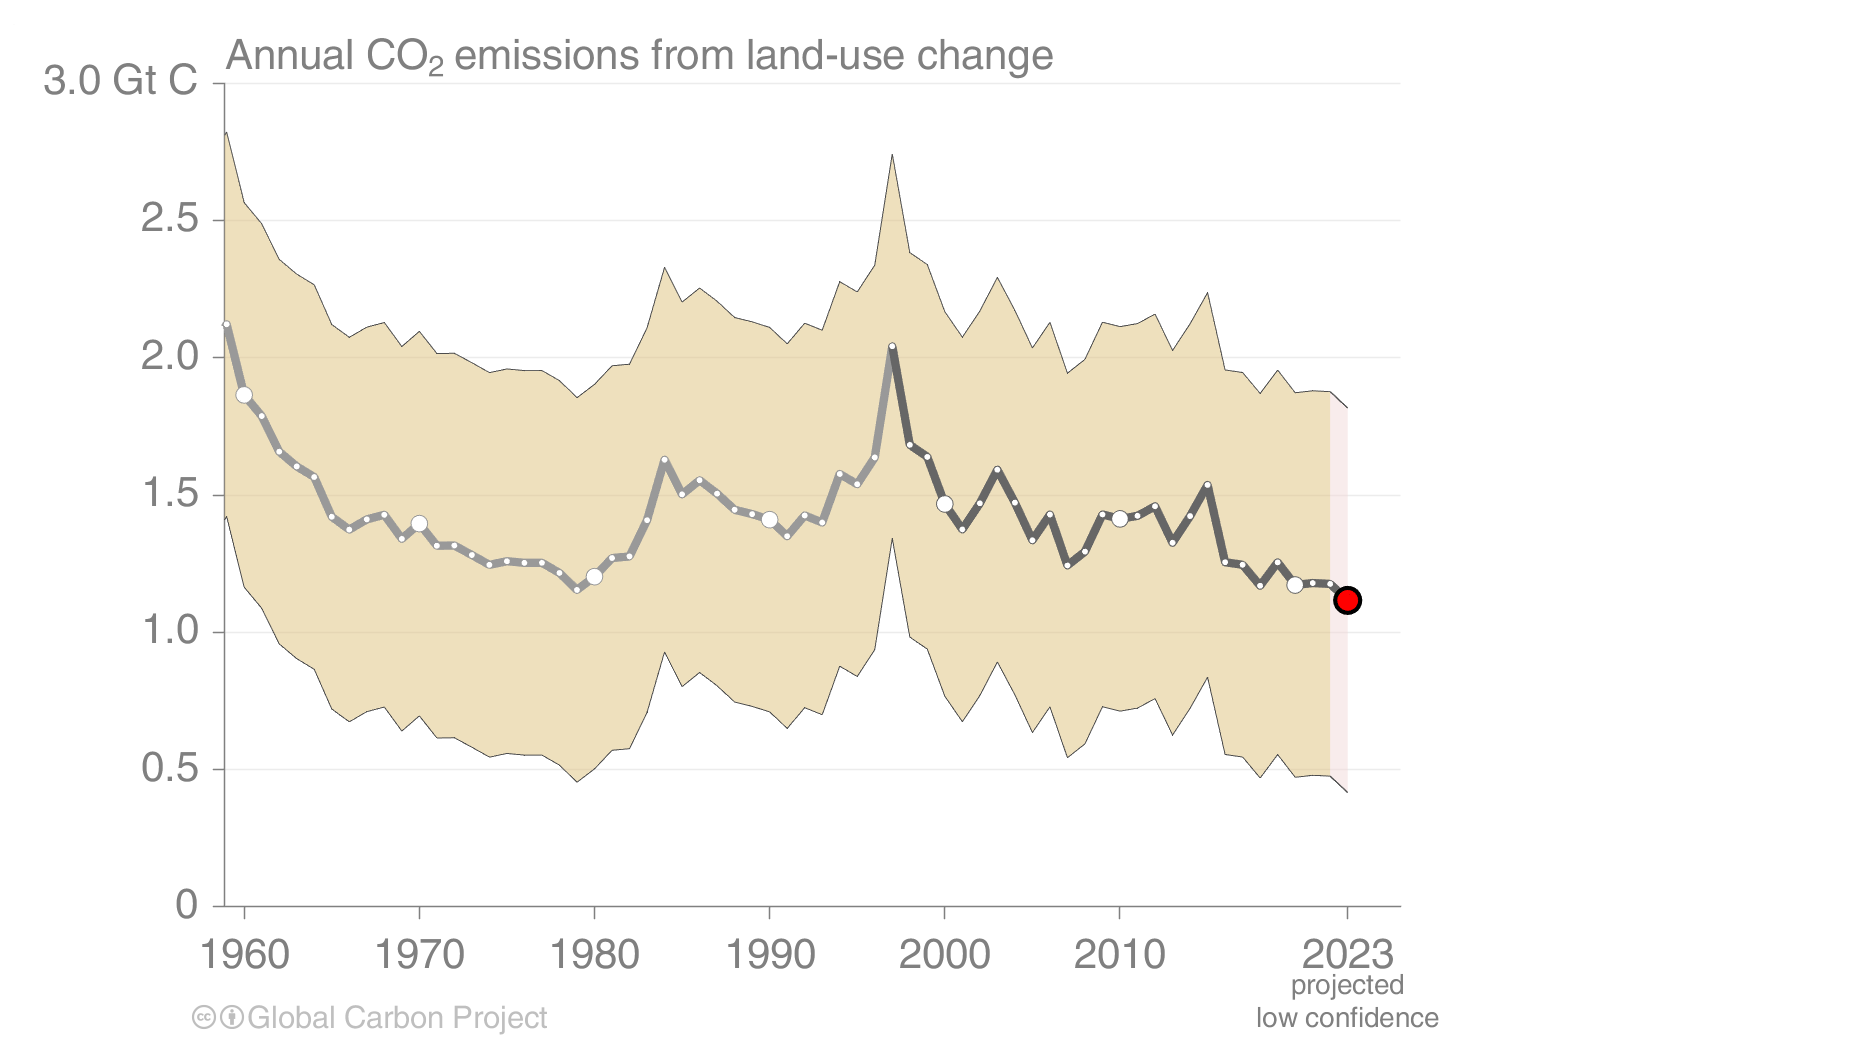 Annual CO₂ emissions from land-use change
3.0 Gt C
2.5
2.0
1.5
1.0
0.5
0
1960 1970 1980 1990 2000 2010 2023
projected
low confidence
cc Global Carbon Project